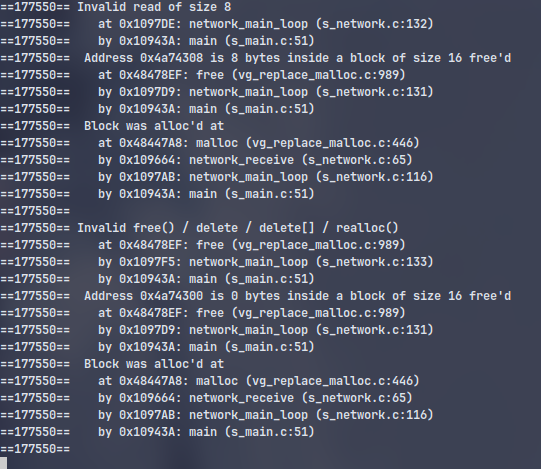 ==177550== Invalid read of size 8
==177550==    at 0x1097DE: network_main_loop (s_network.c:132)
==177550==    by 0x10943A: main (s_main.c:51)
==177550==  Address 0x4a74308 is 8 bytes inside a block of size 16 free'd
==177550==    at 0x48478EF: free (vg_replace_malloc.c:989)
==177550==    by 0x1097D9: network_main_loop (s_network.c:131)
==177550==    by 0x10943A: main (s_main.c:51)
==177550==  Block was alloc'd at
==177550==    at 0x48447A8: malloc (vg_replace_malloc.c:446)
==177550==    by 0x109664: network_receive (s_network.c:65)
==177550==    by 0x1097AB: network_main_loop (s_network.c:116)
==177550==    by 0x10943A: main (s_main.c:51)
==177550==
==177550== Invalid free() / delete / delete[] / realloc()
==177550==    at 0x48478EF: free (vg_replace_malloc.c:989)
==177550==    by 0x1097F5: network_main_loop (s_network.c:133)
==177550==    by 0x10943A: main (s_main.c:51)
==177550==  Address 0x4a74300 is 0 bytes inside a block of size 16 free'd
==177550==    at 0x48478EF: free (vg_replace_malloc.c:989)
==177550==    by 0x1097D9: network_main_loop (s_network.c:131)
==177550==    by 0x10943A: main (s_main.c:51)
==177550==  Block was alloc'd at
==177550==    at 0x48447A8: malloc (vg_replace_malloc.c:446)
==177550==    by 0x109664: network_receive (s_network.c:65)
==177550==    by 0x1097AB: network_main_loop (s_network.c:116)
==177550==    by 0x10943A: main (s_main.c:51)
==177550==